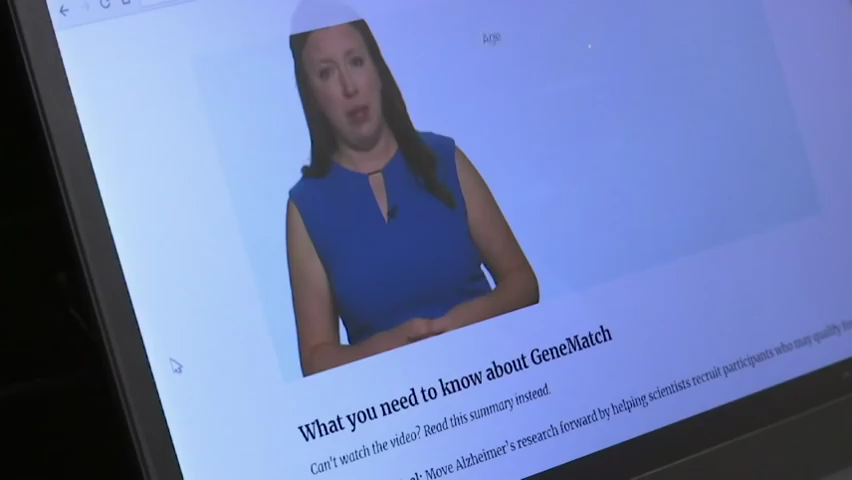 Age
What you need to know about GeneMatch
Can't watch the video? Read this summary instead.
Move Alzheimer's research forward by helping scientists recruit participants who may qualify